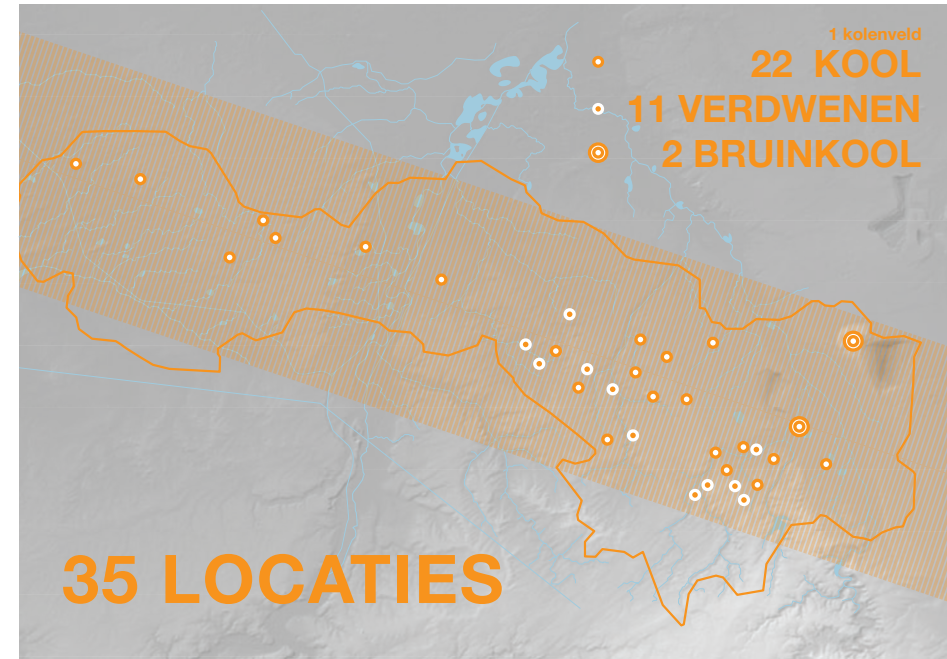 1 kolenveld
22 KOOL
11 VERDWENEN
2 BRUINKOOL
35 LOCATIES